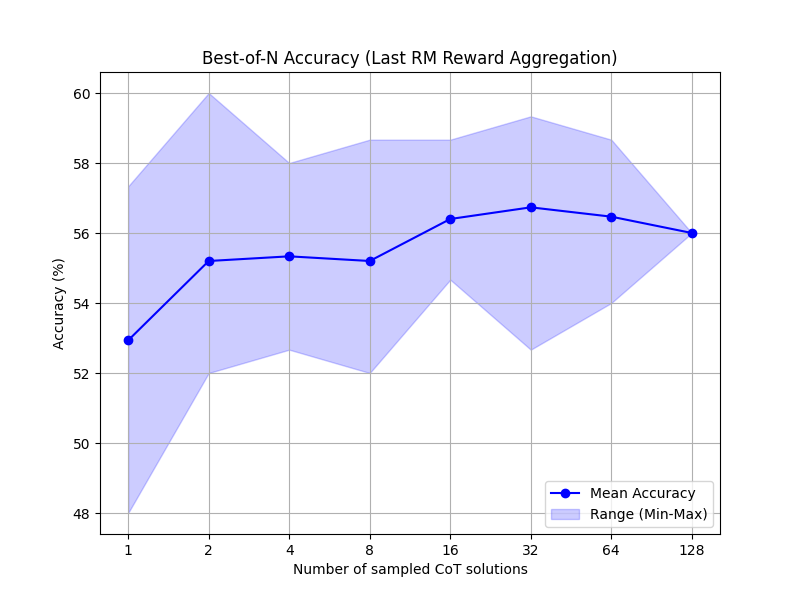 Best-of-N Accuracy (Last RM Reward Aggregation)
60
58
56
54
52
50
48
Accuracy (%)
1 2 4 8 16 32 64 128
Number of sampled CoT solutions
Mean Accuracy
Range (Min-Max)